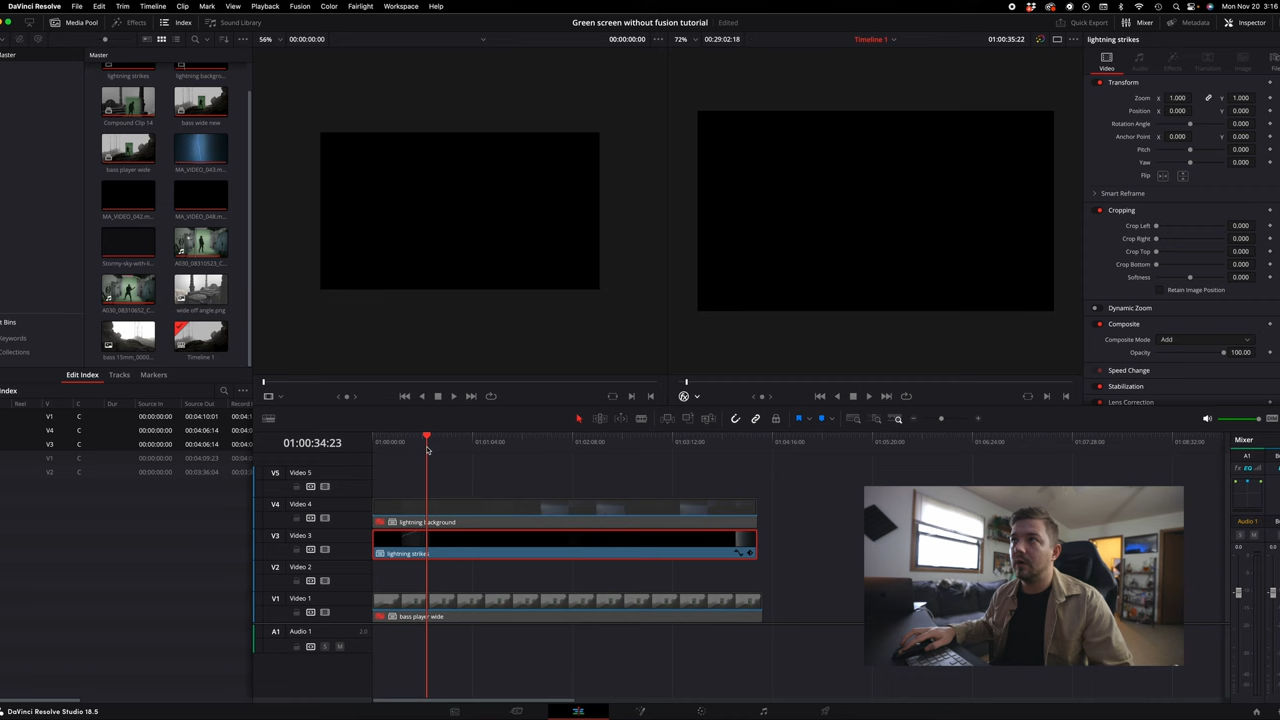 DaVinci Resolve File Edit Trim Timeline Clip Mark View Playback Fusion Color Fairlight Workspace Help Mon Nov 20 3:16
Media Pool Effects Index Sound Library Green screen without fusion tutorial Edited Quick Export Mixer Metadata Inspector
56% 00:00:00:00 00:00:00:00 72% 00:29:02:18 Timeline 1 01:00:35:22 lightning strikes
Master Master
lightning strikes lightning backgro...
Compound Clip 14 bass wide new
bass player wide MA_VIDEO_043.m...
MA_VIDEO_042.m... MA_VIDEO_048.m...
Stormy-sky-with-li... A030_08310523_C...
A030_08310652_C... wide off angle.png
bass 15mm_0000... Timeline 1
t Bins
Keywords
Collections
Video Audio Effects Transition Image File
Transform
Zoom X 1.000 Y 1.000
Position X 0.000 Y 0.000
Rotation Angle 0.000
Anchor Point X 0.000 Y 0.000
Pitch 0.000
Yaw 0.000
Flip
Smart Reframe
Cropping
Crop Left 0.000
Crop Right 0.000
Crop Top 0.000
Crop Bottom 0.000
Softness 0.000
Retain Image Position
Dynamic Zoom
Composite
Composite Mode Add
Opacity 100.00
Speed Change
Stabilization
Lens Correction
Edit Index Tracks Markers
Index
Reel V C Dur Source In Source Out Record I
V1 C 00:00:00:00 00:04:10:01 00:04:1
V4 C 00:00:00:00 00:04:06:14 00:04:0
V3 C 00:00:00:00 00:04:06:14 00:04:0
V1 C 00:00:00:00 00:04:09:23 00:04:0
V2 C 00:00:00:00 00:03:36:04 00:03:3
01:00:34:23 01:00:00:00 01:01:04:00 01:02:08:00 01:03:12:00 01:04:16:00 01:05:20:00 01:06:24:00 01:07:28:00 01:08:32:00
V5 Video 5
V4 Video 4
lightning background
V3 Video 3
lightning strikes
V2 Video 2
V1 Video 1
bass player wide
A1 Audio 1 2.0
S M
Mixer
A1
fx EQ
Audio 1
S M
0.0
DaVinci Resolve Studio 18.5